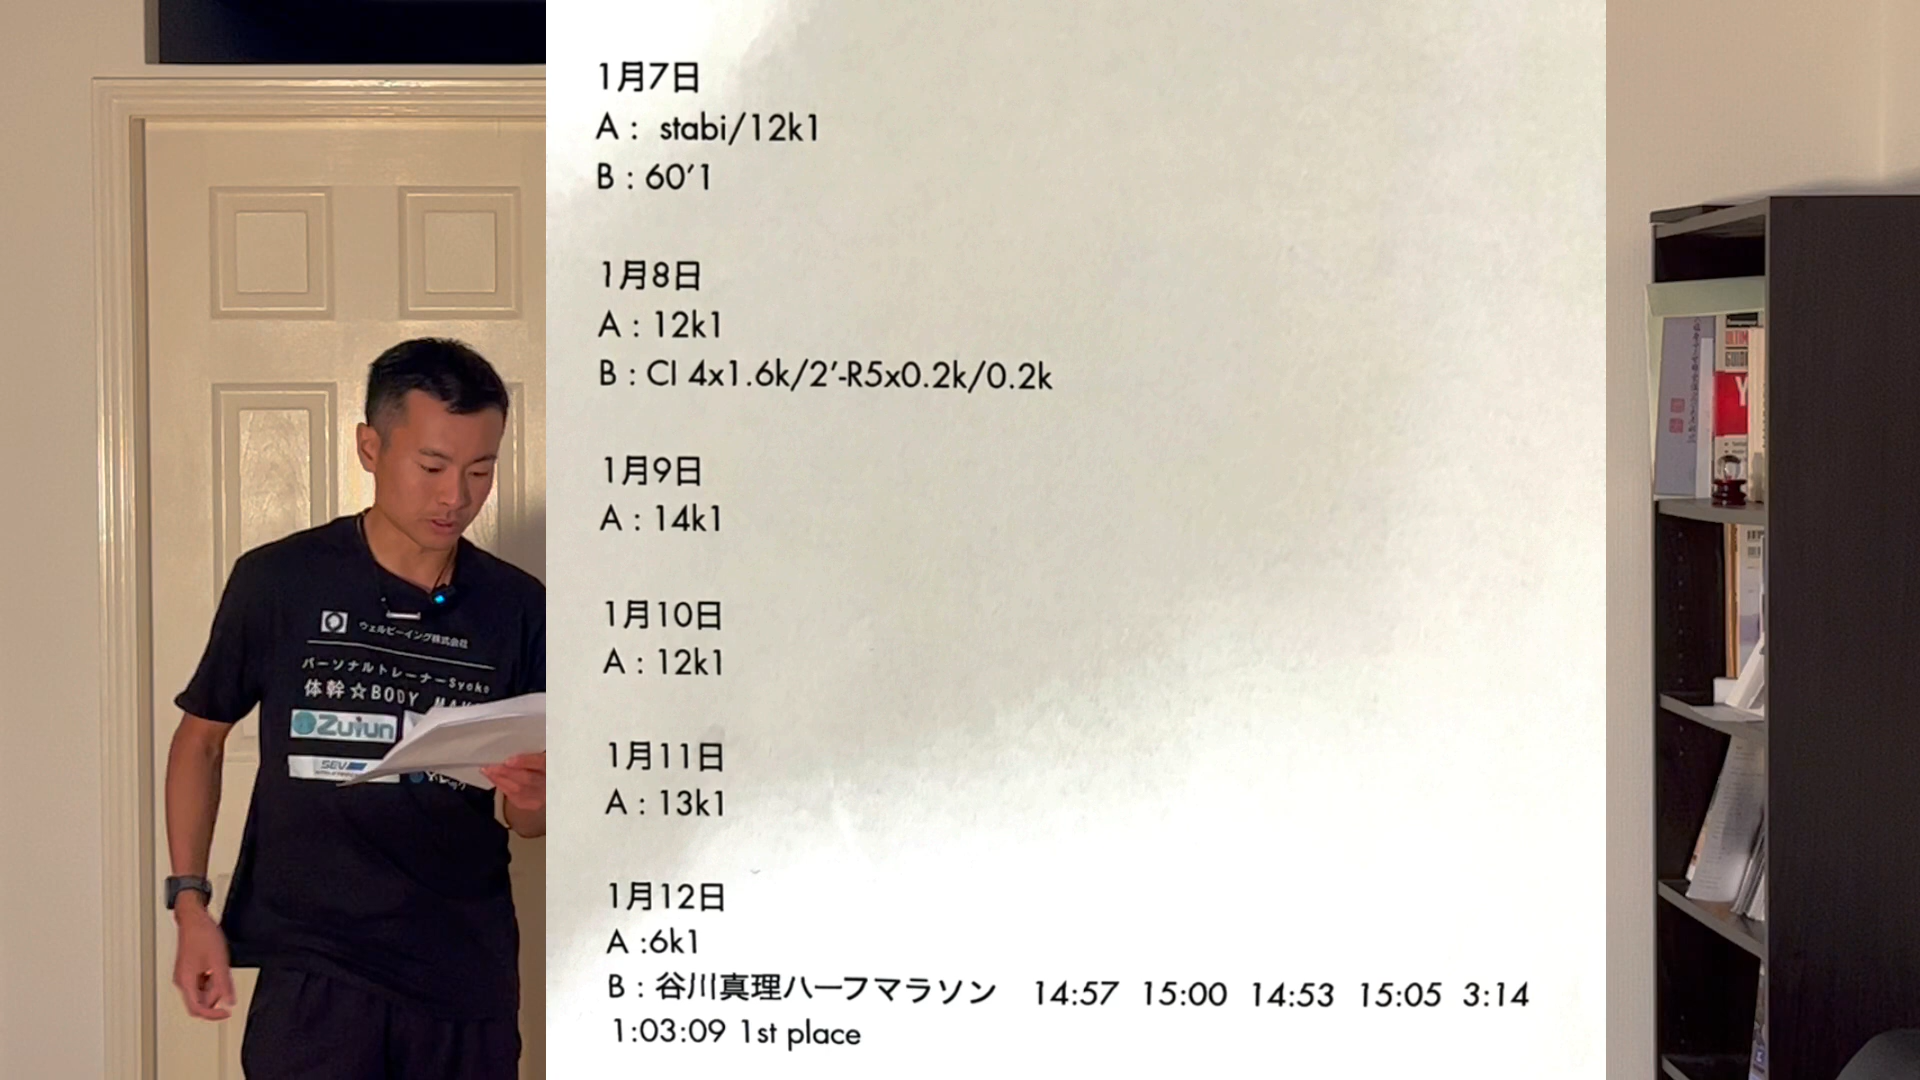 1月7日
A : stabi/12k1
B : 60’1
1月8日
A : 12k1
B : CI 4x1.6k/2’-R5x0.2k/0.2k
1月9日
A : 14k1
1月10日
A : 12k1
1月11日
A : 13k1
1月12日
A :6k1
B : 谷川真理ハーフマラソン 14:57 15:00 14:53 15:05 3:14
1:03:09 1st place
ウェルビーイング株式会社
パーソナルトレーナーSyoko
体幹☆BODY
Zuiun
SEV